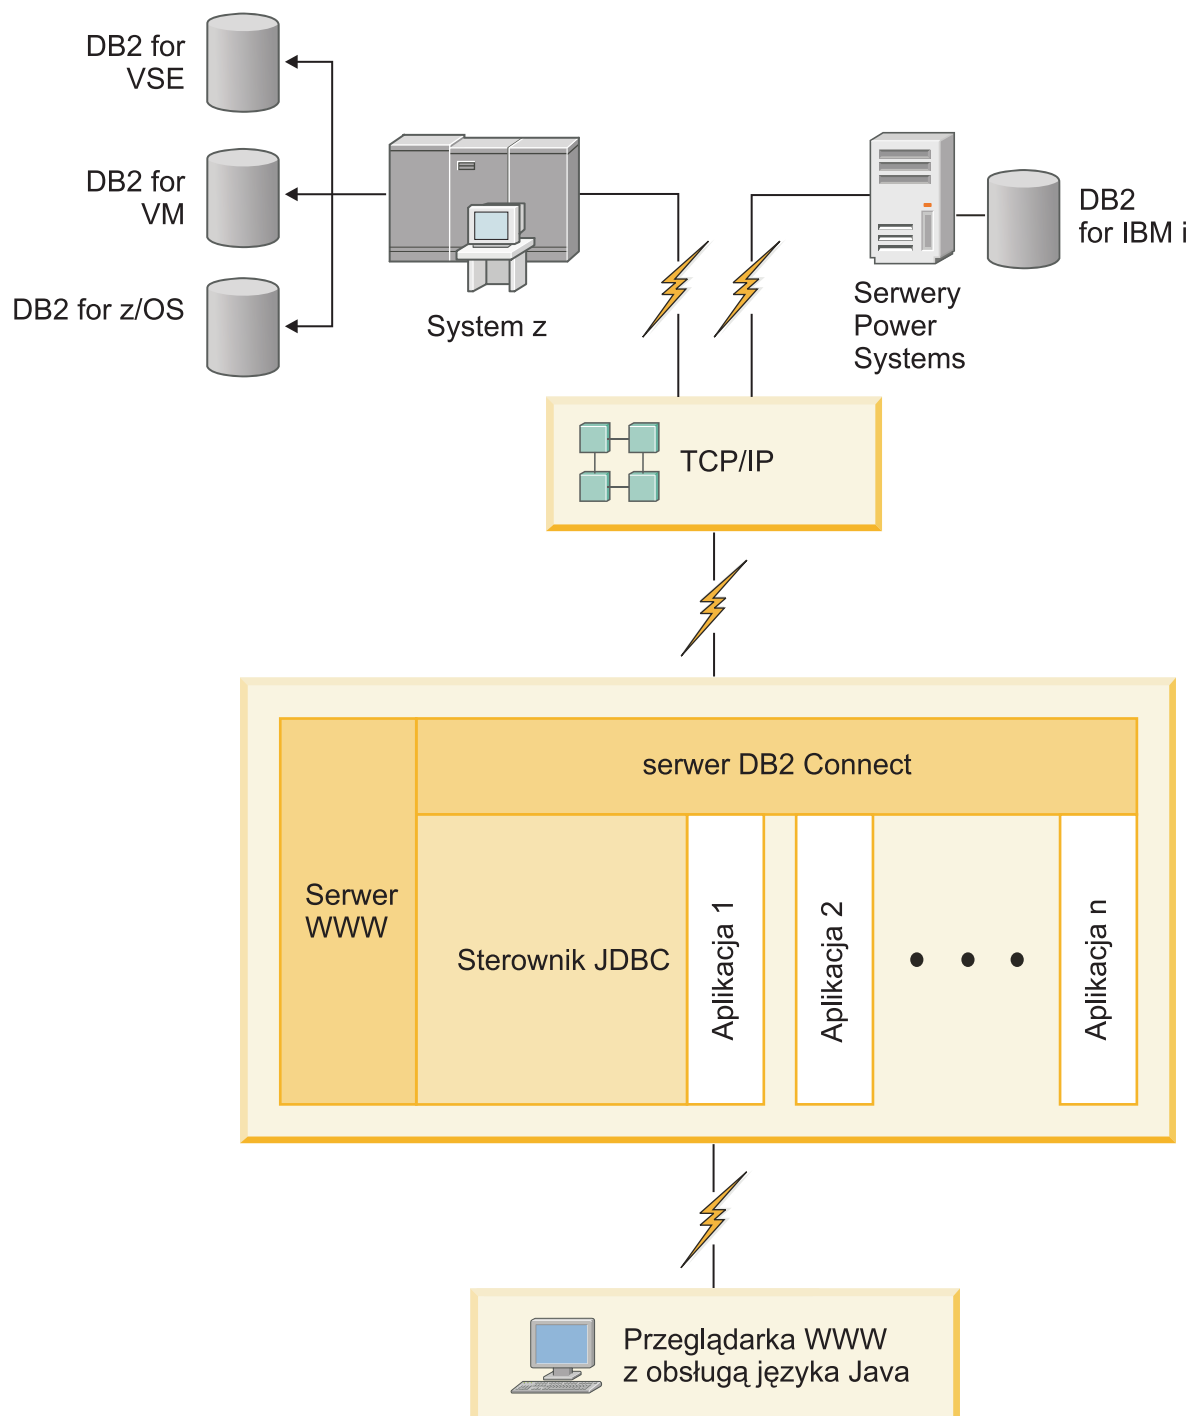 DB2 for
VSE
DB2 for
VM
DB2 for z/OS
System z
Serwery
Power
Systems
DB2
for IBM i
TCP/IP
serwer DB2 Connect
Serwer
WWW
Sterownik JDBC
Aplikacja 1
Aplikacja 2
Aplikacja n
Przeglądarka WWW
z obsługą języka Java